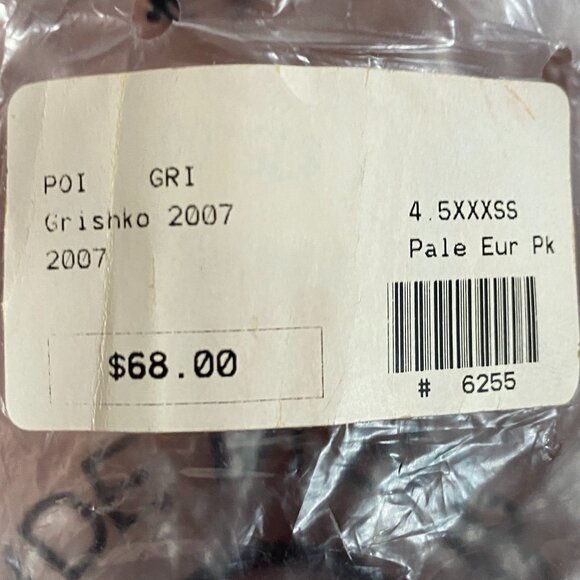 POI GRI
Grishko 2007
2007
4.5XXXSS
Pale Eur Pk
$68.00
# 6255